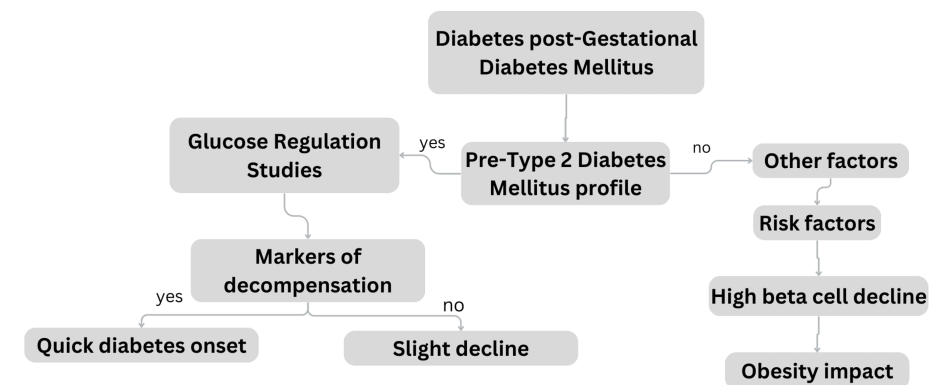 Diabetes post-Gestational
Diabetes Mellitus
Glucose Regulation
Studies
yes
Pre-Type 2 Diabetes
Mellitus profile
no
Other factors
Risk factors
Markers of
decompensation
High beta cell decline
yes
no
Quick diabetes onset
Slight decline
Obesity impact